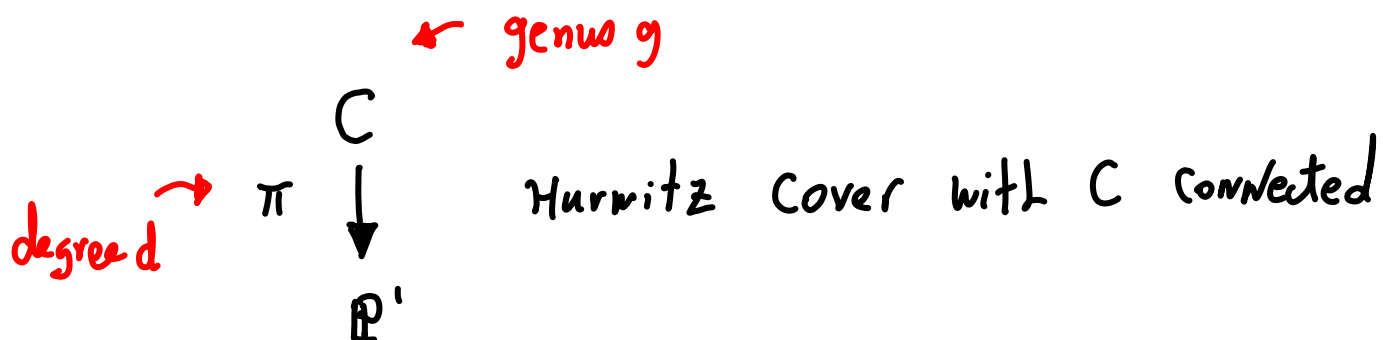 ← genus g
C
degree d → π ↓ Hurwitz Cover with C connected
ℙ¹